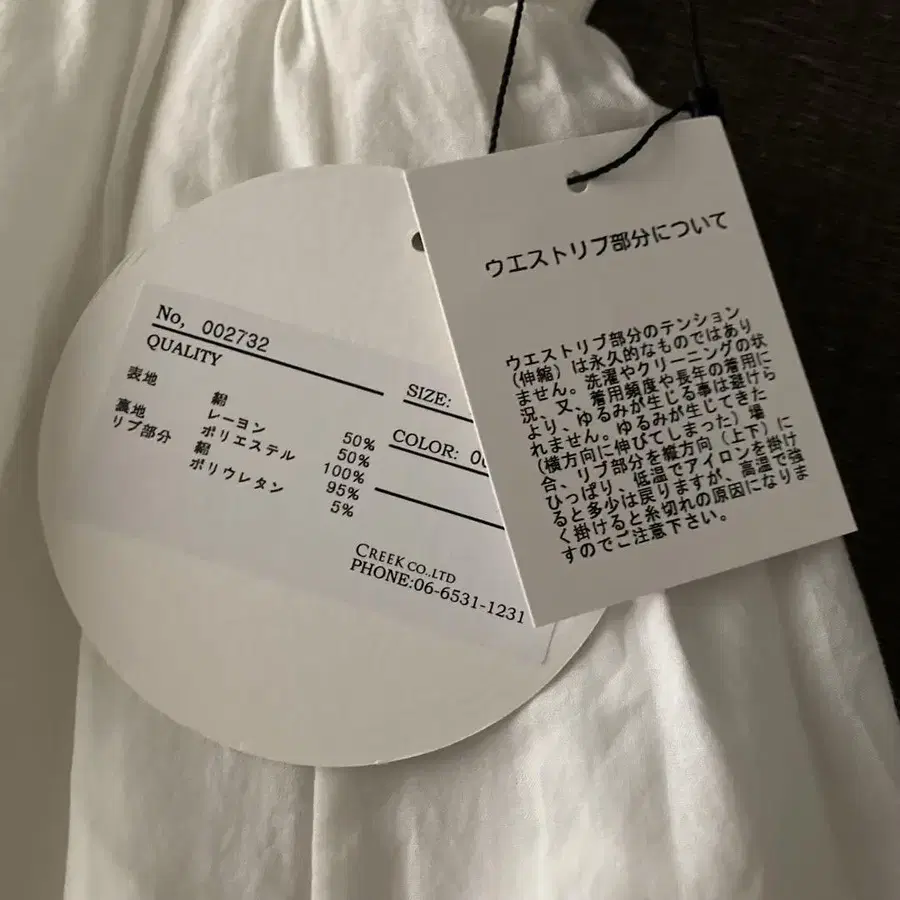 No, 002732
QUALITY
SIZE:
表地 綿 50%
レーヨン 50%
裏地 ポリエステル 100%
リブ部分 綿 95%
ポリウレタン 5%
COLOR: 0
CREEK CO.,LTD
PHONE:06-6531-1231
ウエストリブ部分について
ウエストリブ部分のテンション
(伸縮)は永久的なものではあり
ません。洗濯やクリーニングの状
況、又、着用頻度や長年の着用に
より、ゆるみが生じる事は避けら
れません。ゆるみが生じてきた
(横方向に伸びてしまった)場
合、リブ部分を縦方向(上下)に
ひっぱり、低温でアイロンを掛け
ると多少は戻りますが、高温で強
く掛けると糸切れの原因になりま
すのでご注意下さい。